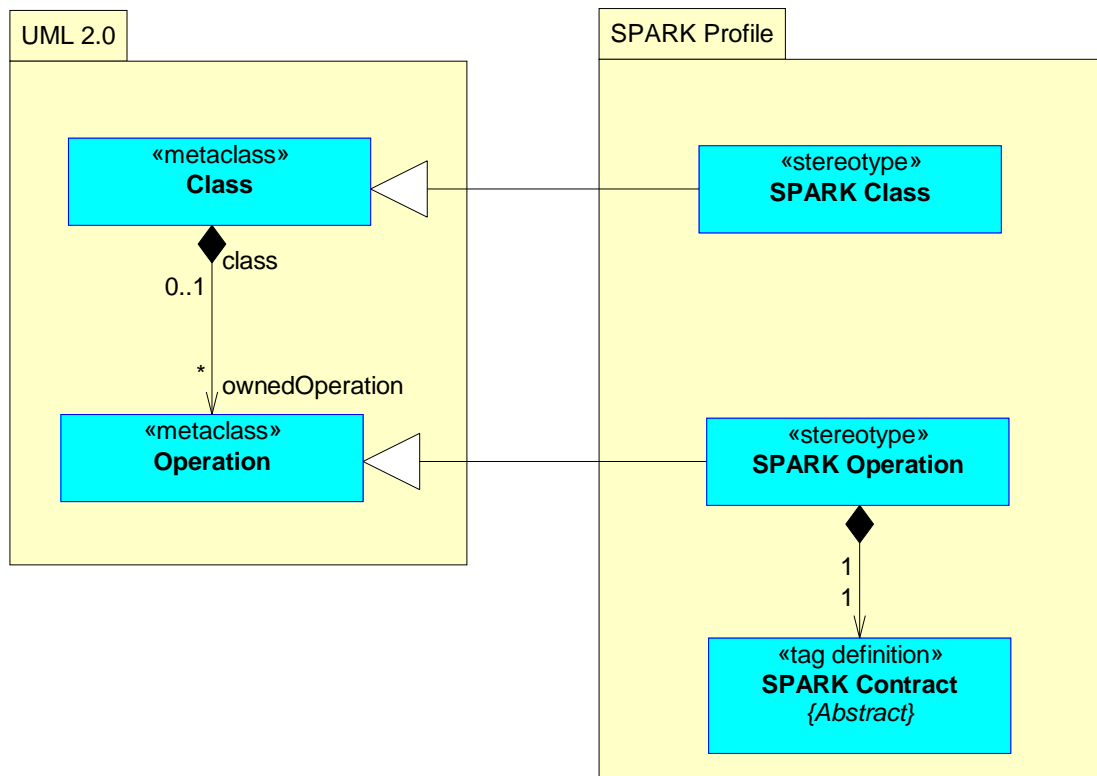 UML 2.0
«metaclass»
Class
class
0..1
*
ownedOperation
«metaclass»
Operation
SPARK Profile
«stereotype»
SPARK Class
«stereotype»
SPARK Operation
1
1
«tag definition»
SPARK Contract
{Abstract}